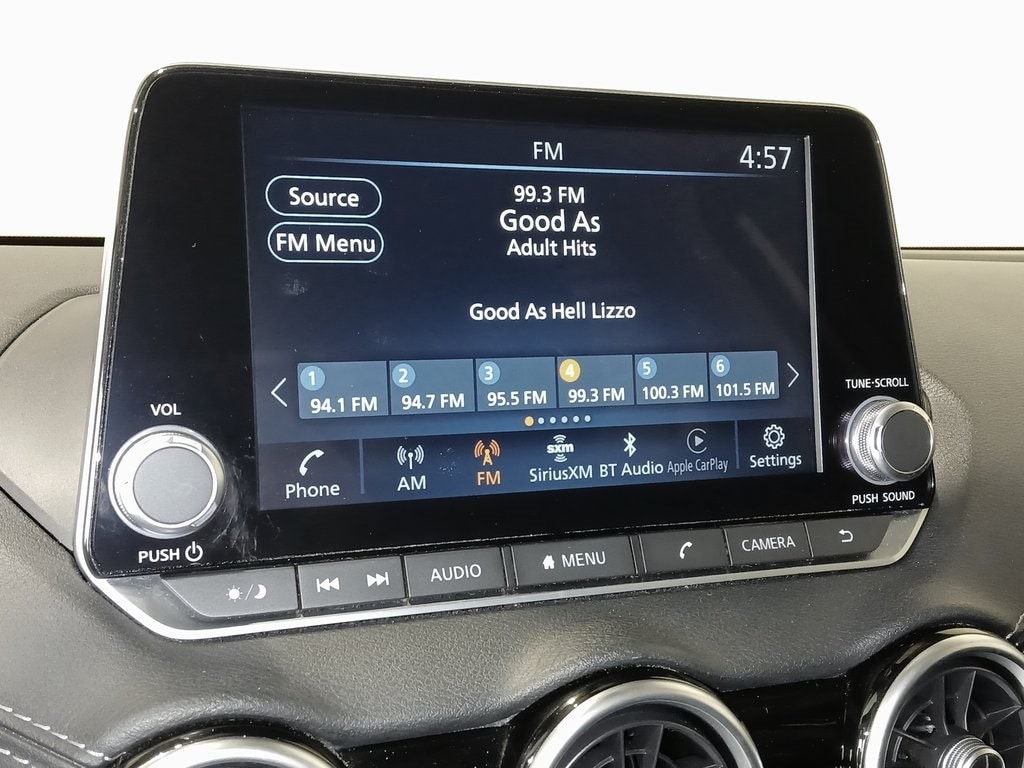 FM
4:57
Source
99.3 FM
Good As
FM Menu
Adult Hits
Good As Hell Lizzo
1 2 3 4 5 6
94.1 FM 94.7 FM 95.5 FM 99.3 FM 100.3 FM 101.5 FM
Phone AM FM SiriusXM BT Audio Apple CarPlay Settings
sxm
VOL
PUSH
TUNE·SCROLL
PUSH SOUND
AUDIO MENU CAMERA